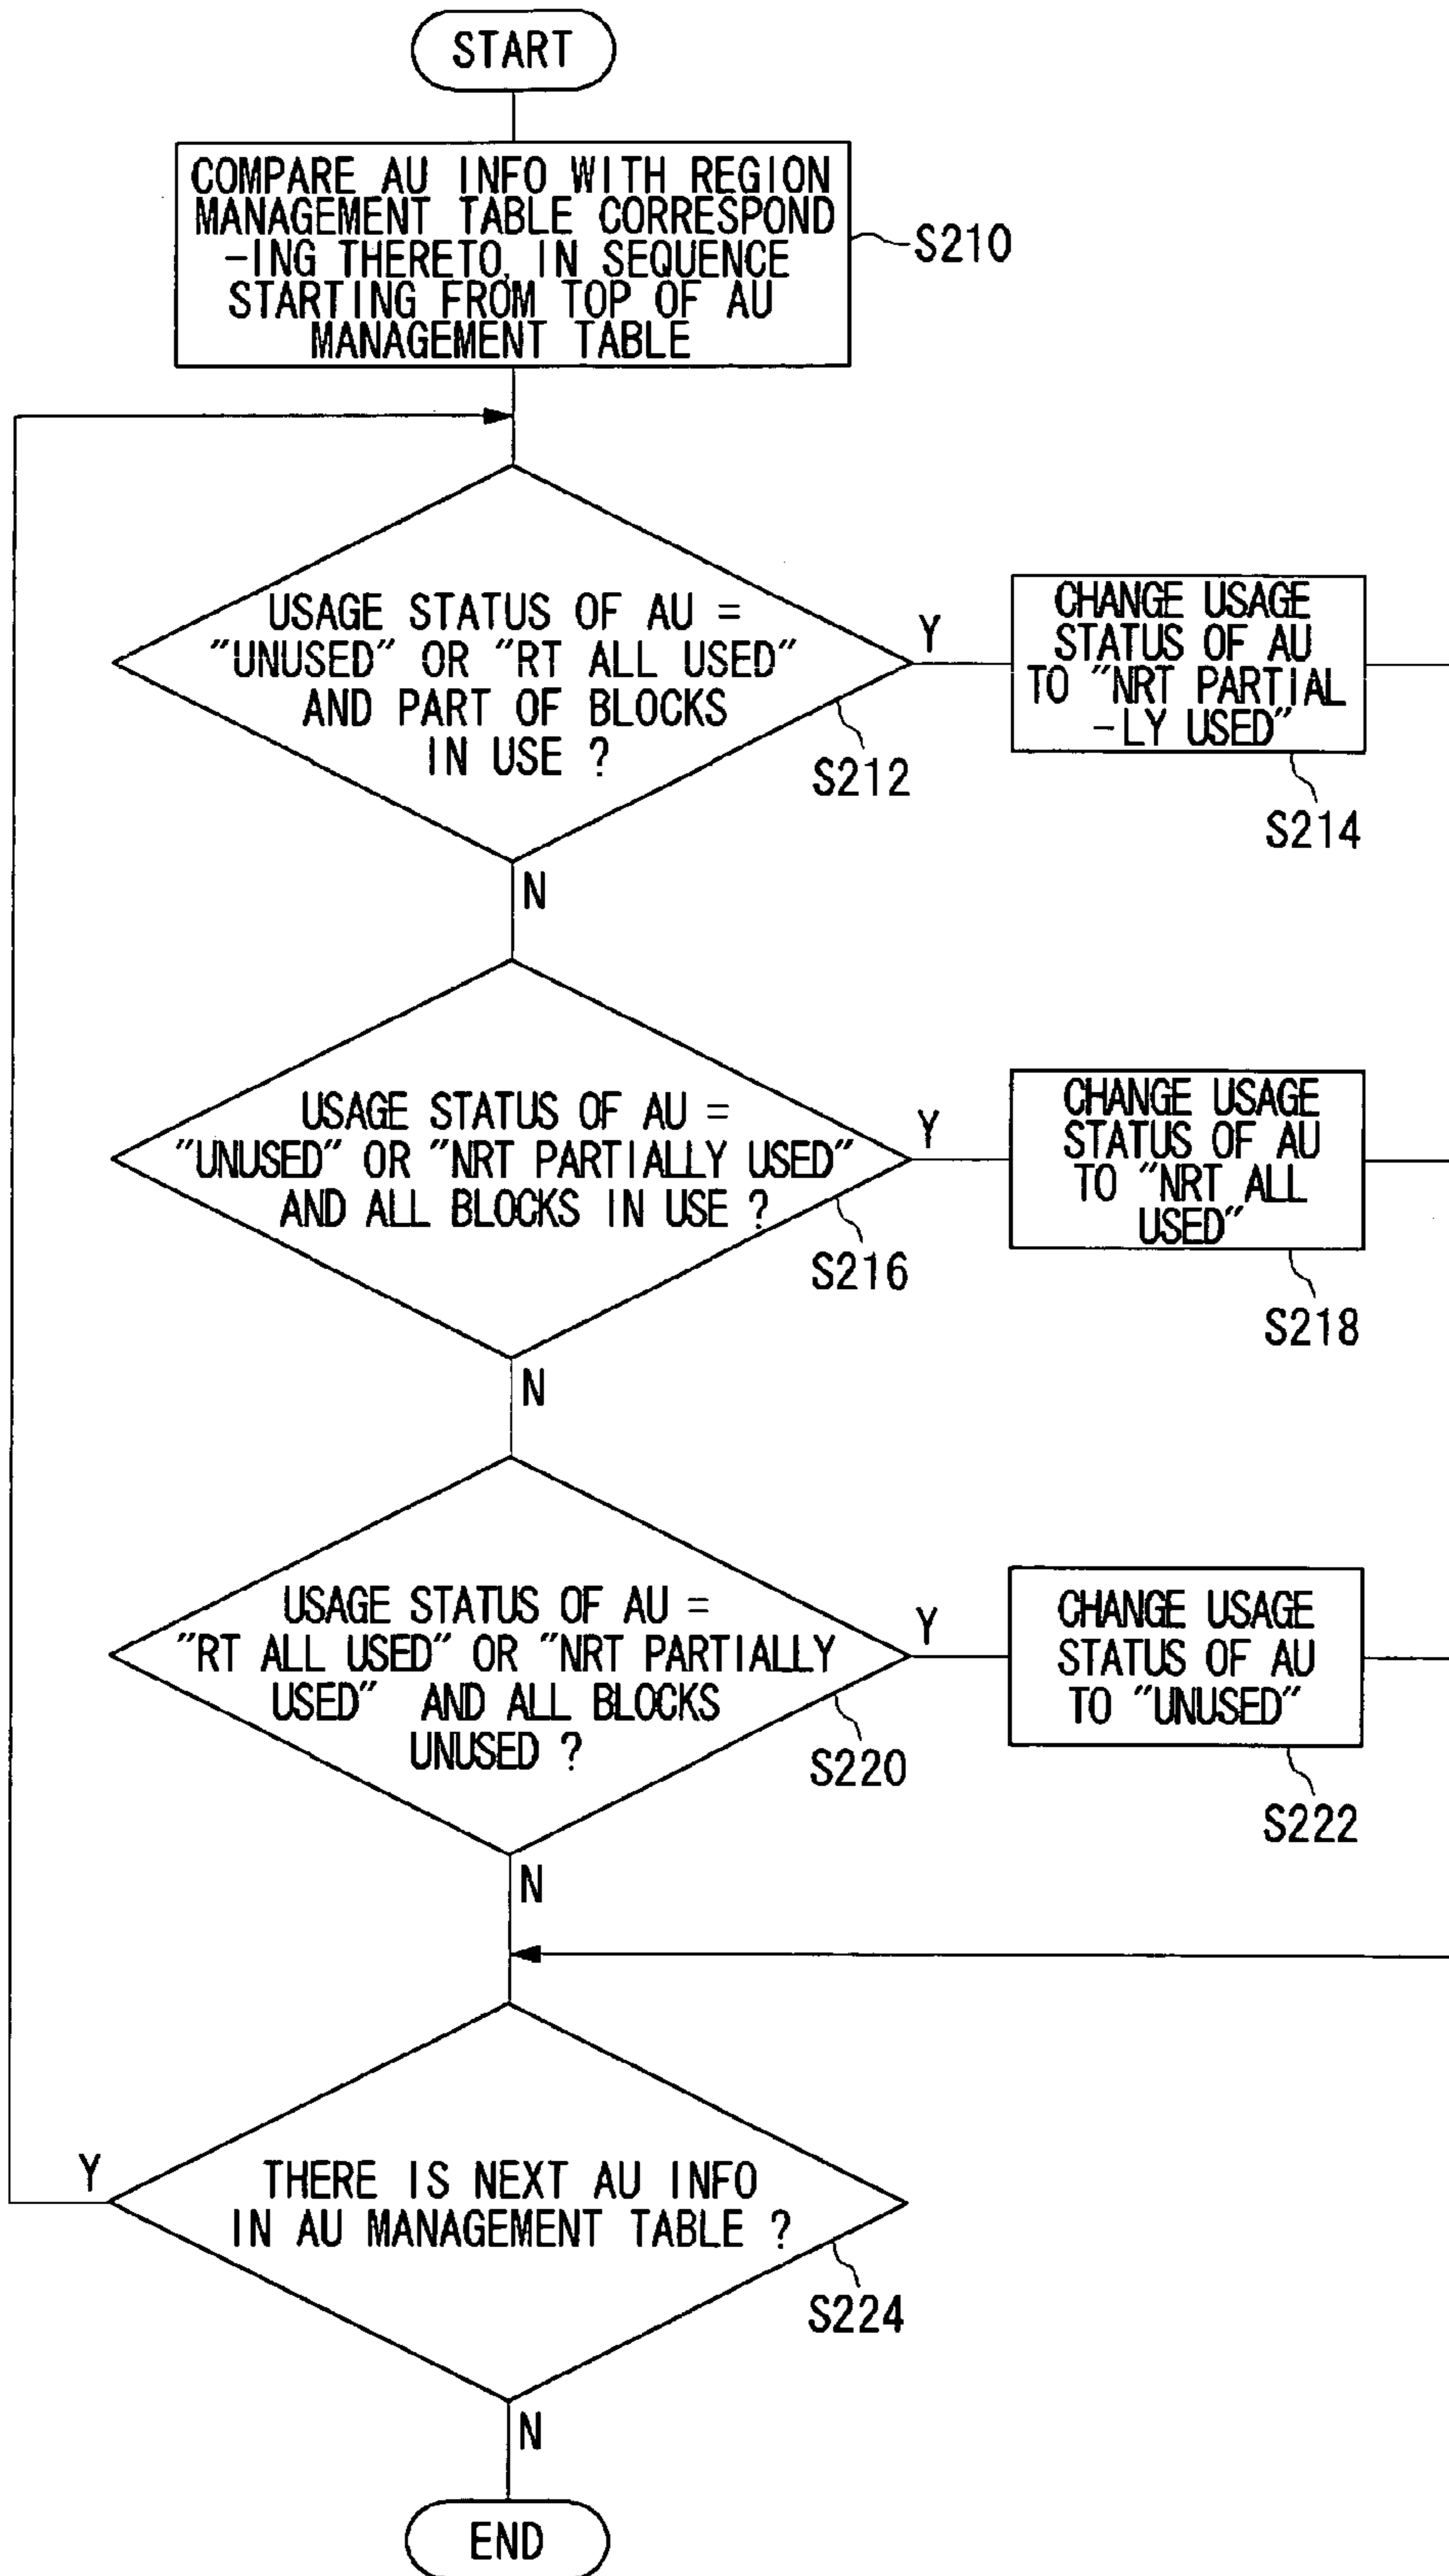 START
COMPARE AU INFO WITH REGION
MANAGEMENT TABLE CORRESPOND
-ING THERETO, IN SEQUENCE
STARTING FROM TOP OF AU
MANAGEMENT TABLE
S210
USAGE STATUS OF AU =
"UNUSED" OR "RT ALL USED"
AND PART OF BLOCKS
IN USE ?
S212
Y
CHANGE USAGE
STATUS OF AU
TO "NRT PARTIAL
-LY USED"
S214
N
USAGE STATUS OF AU =
"UNUSED" OR "NRT PARTIALLY USED"
AND ALL BLOCKS IN USE ?
S216
Y
CHANGE USAGE
STATUS OF AU
TO "NRT ALL
USED"
S218
N
USAGE STATUS OF AU =
"RT ALL USED" OR "NRT PARTIALLY
USED" AND ALL BLOCKS
UNUSED ?
S220
Y
CHANGE USAGE
STATUS OF AU
TO "UNUSED"
S222
N
Y
THERE IS NEXT AU INFO
IN AU MANAGEMENT TABLE ?
S224
N
END